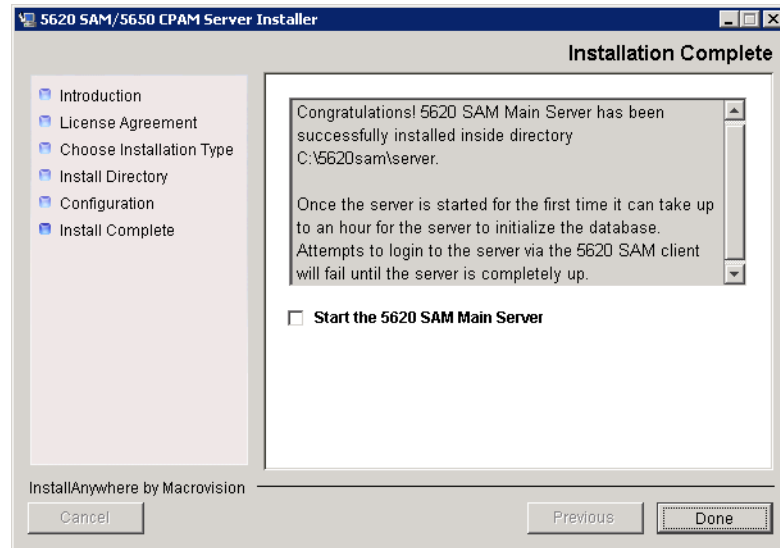 5620 SAM/5650 CPAM Server Installer
Installation Complete
Introduction
License Agreement
Choose Installation Type
Install Directory
Configuration
Install Complete
Congratulations! 5620 SAM Main Server has been
successfully installed inside directory
C:\5620sam\server.
Once the server is started for the first time it can take up
to an hour for the server to initialize the database.
Attempts to login to the server via the 5620 SAM client
will fail until the server is completely up.
Start the 5620 SAM Main Server
InstallAnywhere by Macrovision
Cancel
Previous
Done